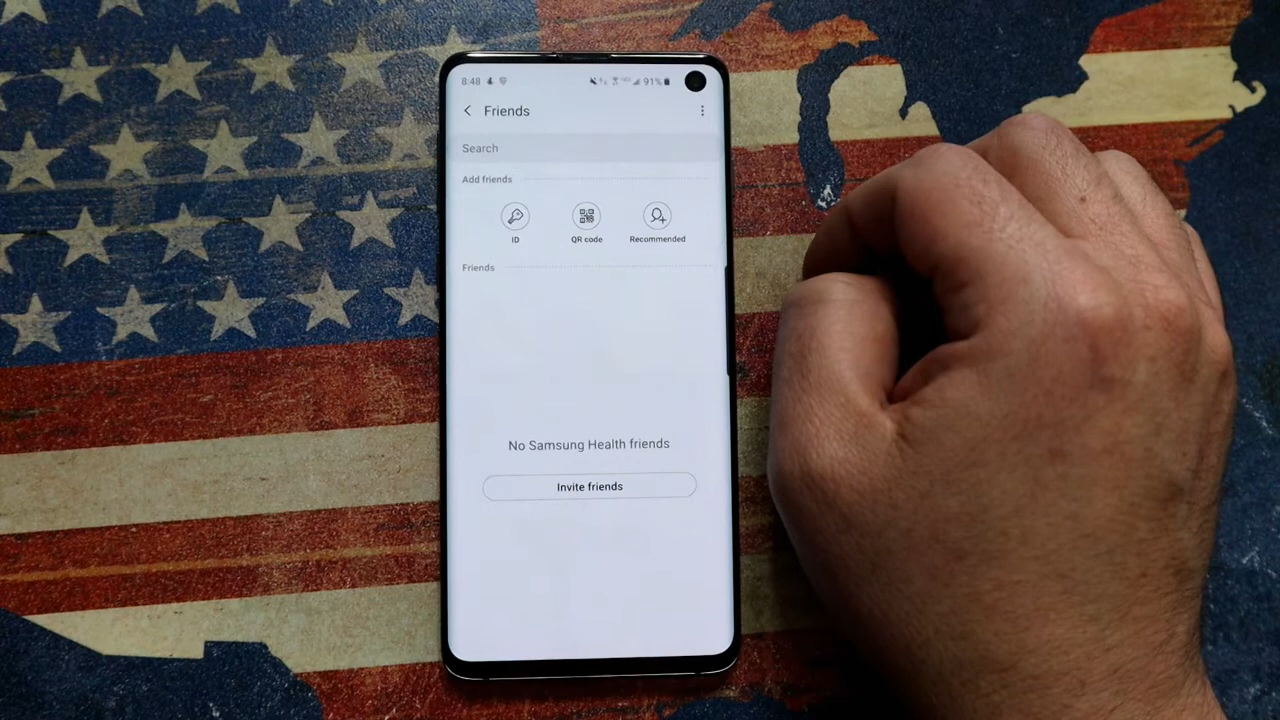 8:48 91%
Friends
Search
Add friends
ID QR code Recommended
Friends
No Samsung Health friends
Invite friends